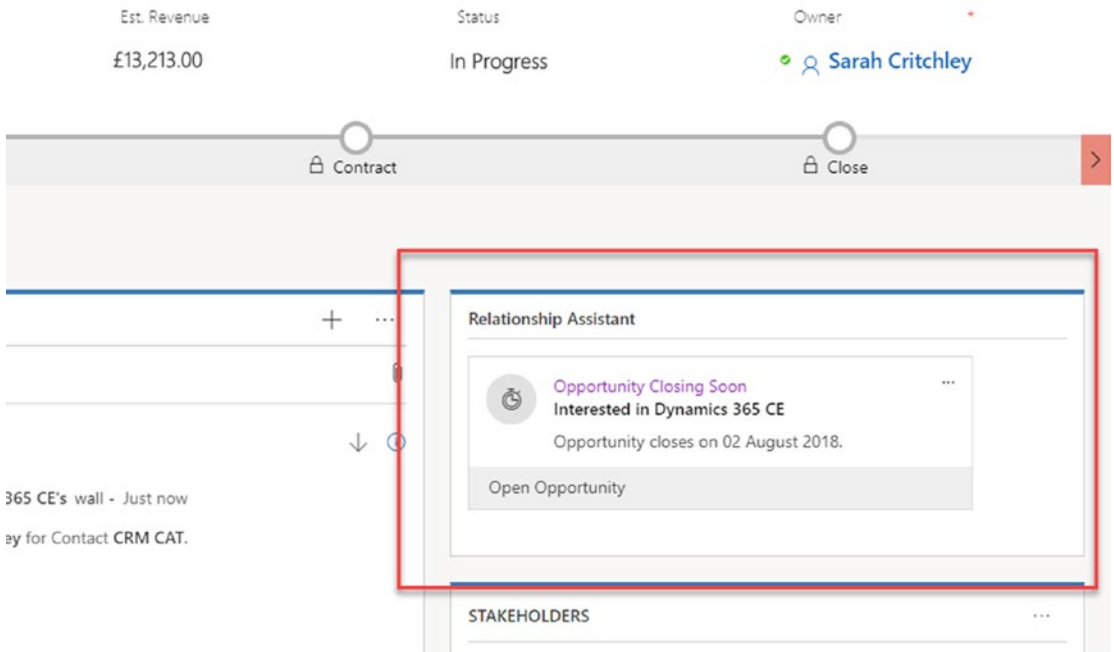 Est. Revenue Status Owner *
£13,213.00 In Progress Sarah Critchley
Contract Close
Relationship Assistant
Opportunity Closing Soon
Interested in Dynamics 365 CE
Opportunity closes on 02 August 2018.
Open Opportunity
365 CE's wall - Just now
ey for Contact CRM CAT.
STAKEHOLDERS